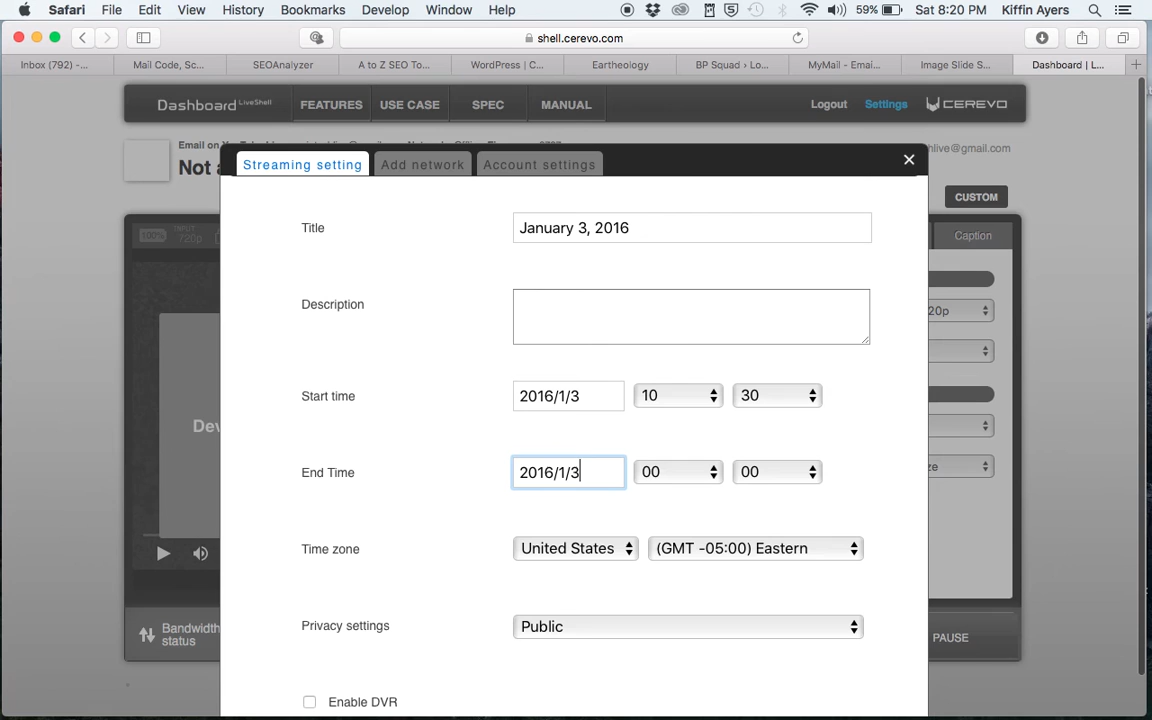 Safari File Edit View History Bookmarks Develop Window Help 59% Sat 8:20 PM Kiffin Ayers
shell.cerevo.com
Inbox (792) -... Mail Code, Sc... SEOAnalyzer A to Z SEO To... WordPress | C... Eartheology BP Squad › Lo... MyMail - Emai... Image Slide S... Dashboard | L...
Dashboard LiveShell FEATURES USE CASE SPEC MANUAL Logout Settings CEREVO
Email on
hlive@gmail.com
Not a
Streaming setting Add network Account settings
CUSTOM
Title January 3, 2016
100% INPUT 720p
Caption
Description
20p
Start time 2016/1/3 10 30
Dev
End Time 2016/1/3 00 00
ze
Time zone United States (GMT -05:00) Eastern
Privacy settings Public
Bandwidth status
PAUSE
Enable DVR